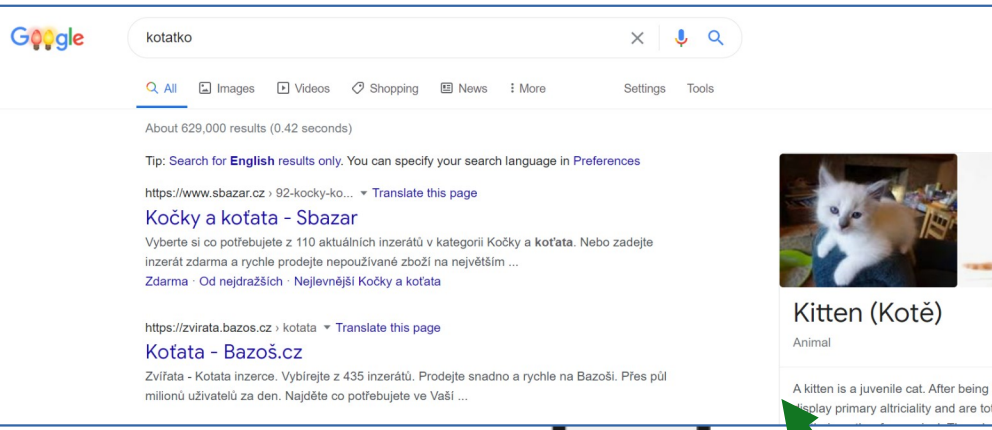 Google
kotatko
All Images Videos Shopping News More Settings Tools
About 629,000 results (0.42 seconds)
Tip: Search for English results only. You can specify your search language in Preferences
https://www.sbazar.cz › 92-kocky-ko... Translate this page
Kočky a koťata - Sbazar
Vyberte si co potřebujete z 110 aktuálních inzerátů v kategorii Kočky a koťata. Nebo zadejte
inzerát zdarma a rychle prodejte nepoužívané zboží na největším ...
Zdarma · Od nejdražších · Nejlevnější Kočky a koťata
https://zvirata.bazos.cz › kotata Translate this page
Koťata - Bazoš.cz
Zvířata - Kotata inzerce. Vybírejte z 435 inzerátů. Prodejte snadno a rychle na Bazoši. Přes půl
milionů uživatelů za den. Najděte co potřebujete ve Vaší ...
Kitten (Kotě)
Animal
A kitten is a juvenile cat. After being
display primary altriciality and are